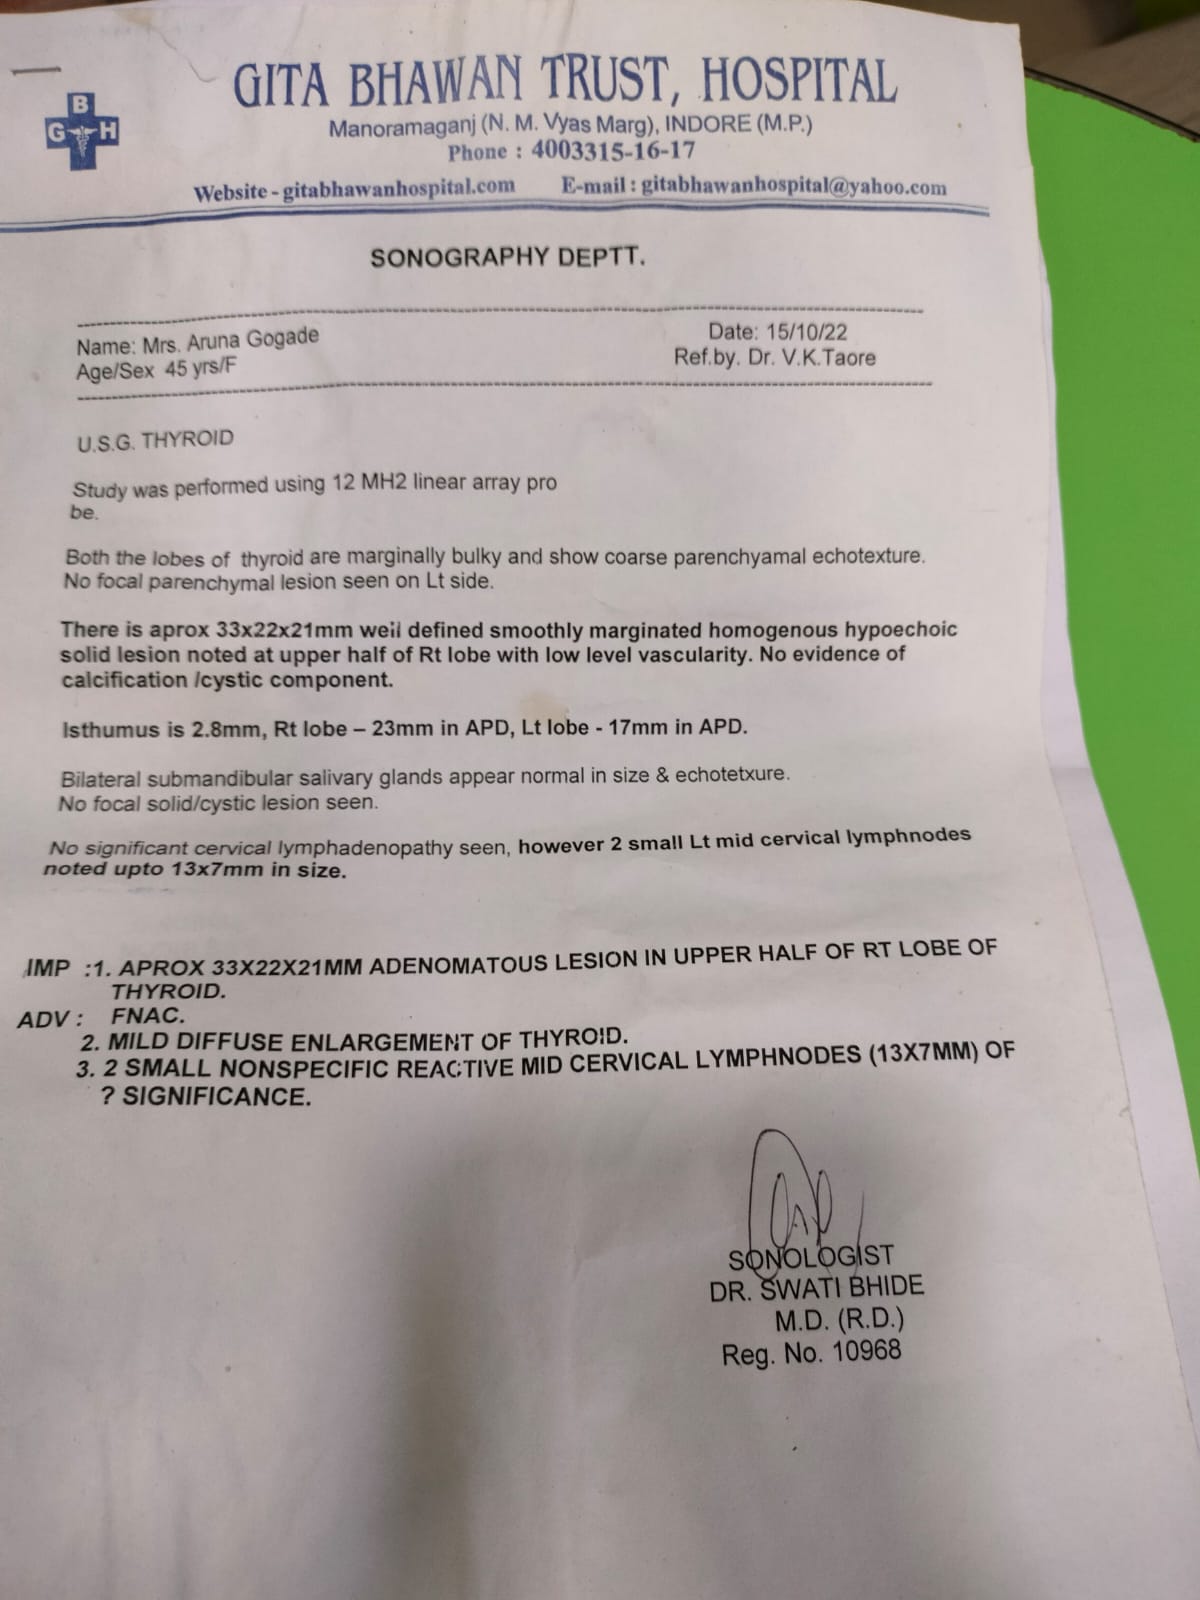 B
G H
GITA BHAWAN TRUST, HOSPITAL
Manoramaganj (N. M. Vyas Marg), INDORE (M.P.)
Phone : 4003315-16-17
Website - gitabhawanhospital.com E-mail : gitabhawanhospital@yahoo.com
SONOGRAPHY DEPTT.
Name: Mrs. Aruna Gogade Date: 15/10/22
Age/Sex 45 yrs/F Ref.by. Dr. V.K.Taore
U.S.G. THYROID
Study was performed using 12 MH2 linear array pro
be.
Both the lobes of thyroid are marginally bulky and show coarse parenchyamal echotexture.
No focal parenchymal lesion seen on Lt side.
There is aprox 33x22x21mm well defined smoothly marginated homogenous hypoechoic
solid lesion noted at upper half of Rt lobe with low level vascularity. No evidence of
calcification /cystic component.
Isthumus is 2.8mm, Rt lobe – 23mm in APD, Lt lobe - 17mm in APD.
Bilateral submandibular salivary glands appear normal in size & echotetxure.
No focal solid/cystic lesion seen.
No significant cervical lymphadenopathy seen, however 2 small Lt mid cervical lymphnodes
noted upto 13x7mm in size.
IMP :1. APROX 33X22X21MM ADENOMATOUS LESION IN UPPER HALF OF RT LOBE OF
THYROID.
ADV : FNAC.
2. MILD DIFFUSE ENLARGEMENT OF THYROID.
3. 2 SMALL NONSPECIFIC REACTIVE MID CERVICAL LYMPHNODES (13X7MM) OF
? SIGNIFICANCE.
SONOLOGIST
DR. SWATI BHIDE
M.D. (R.D.)
Reg. No. 10968